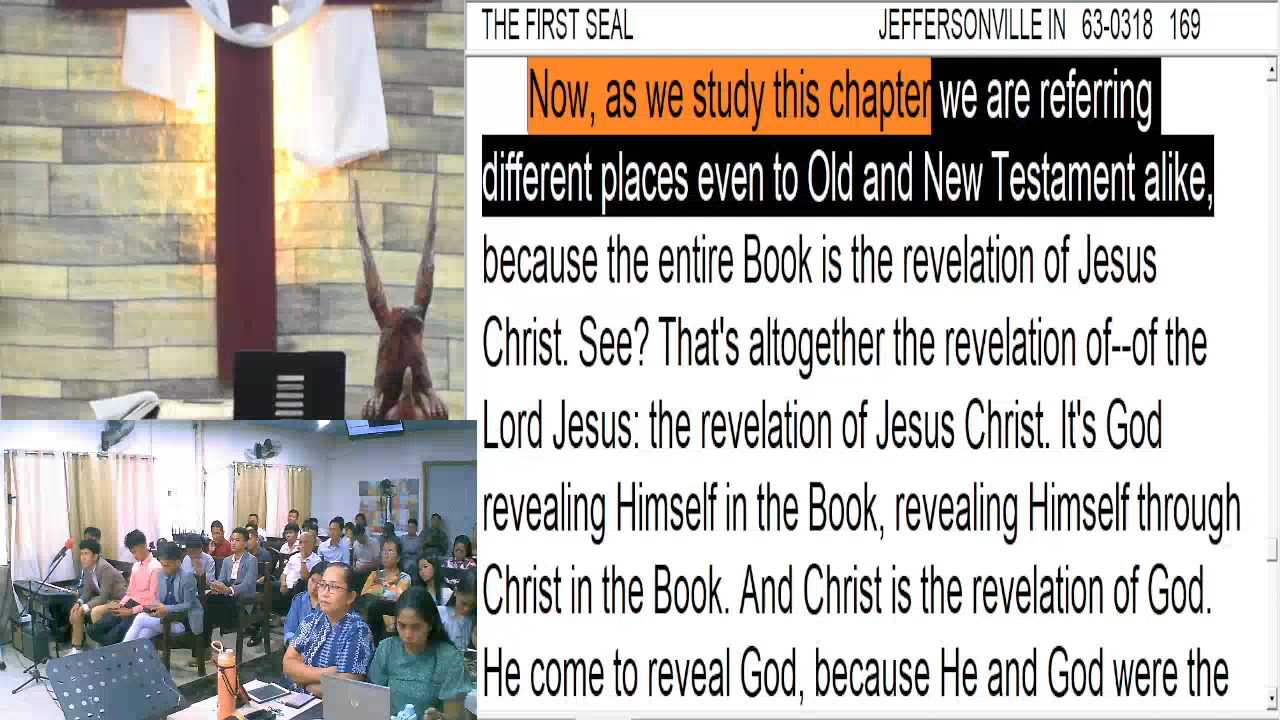 THE FIRST SEAL JEFFERSONVILLE IN 63-0318 169
Now, as we study this chapter we are referring
different places even to Old and New Testament alike,
because the entire Book is the revelation of Jesus
Christ. See? That's altogether the revelation of--of the
Lord Jesus: the revelation of Jesus Christ. It's God
revealing Himself in the Book, revealing Himself through
Christ in the Book. And Christ is the revelation of God.
He come to reveal God, because He and God were the